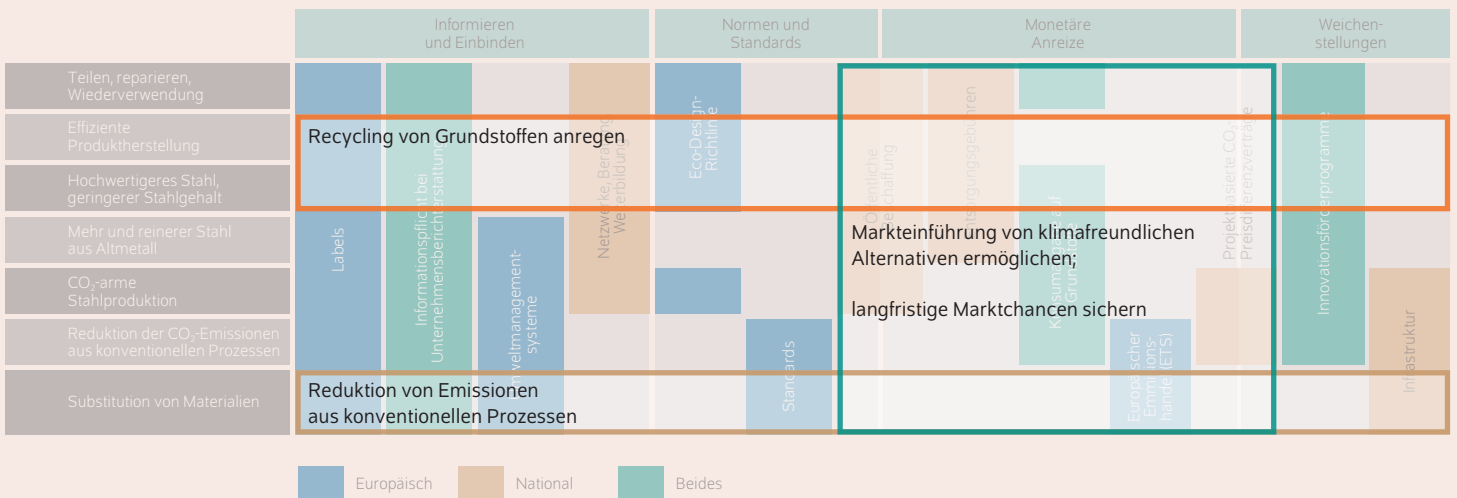 Informieren
und Einbinden
Normen und
Standards
Monetäre
Anreize
Weichen-
stellungen
Teilen, reparieren,
Wiederverwendung
Effiziente
Produktherstellung
Hochwertigeres Stahl,
geringerer Stahlgehalt
Mehr und reinerer Stahl
aus Altmetall
CO₂-arme
Stahlproduktion
Reduktion der CO₂-Emissionen
aus konventionellen Prozessen
Substitution von Materialien
Recycling von Grundstoffen anregen
Markteinführung von klimafreundlichen
Alternativen ermöglichen;
langfristige Marktchancen sichern
Reduktion von Emissionen
aus konventionellen Prozessen
Labels
Informationspflicht bei
Unternehmensberichterstattung
Umweltmanagement-
systeme
Netzwerke, Beratung
Weiterbildung
Eco-Design-
Richtlinie
Standards
Öffentliche
Beschaffung
Entsorgungsgebühren
Konsumabgabe auf
Grundstoffe
Europäischer
Emmissions-
handel (ETS)
Projektbasierte CO₂-
Preisdifferenzverträge
Innovationsförderprogramme
Infrastruktur
Europäisch
National
Beides